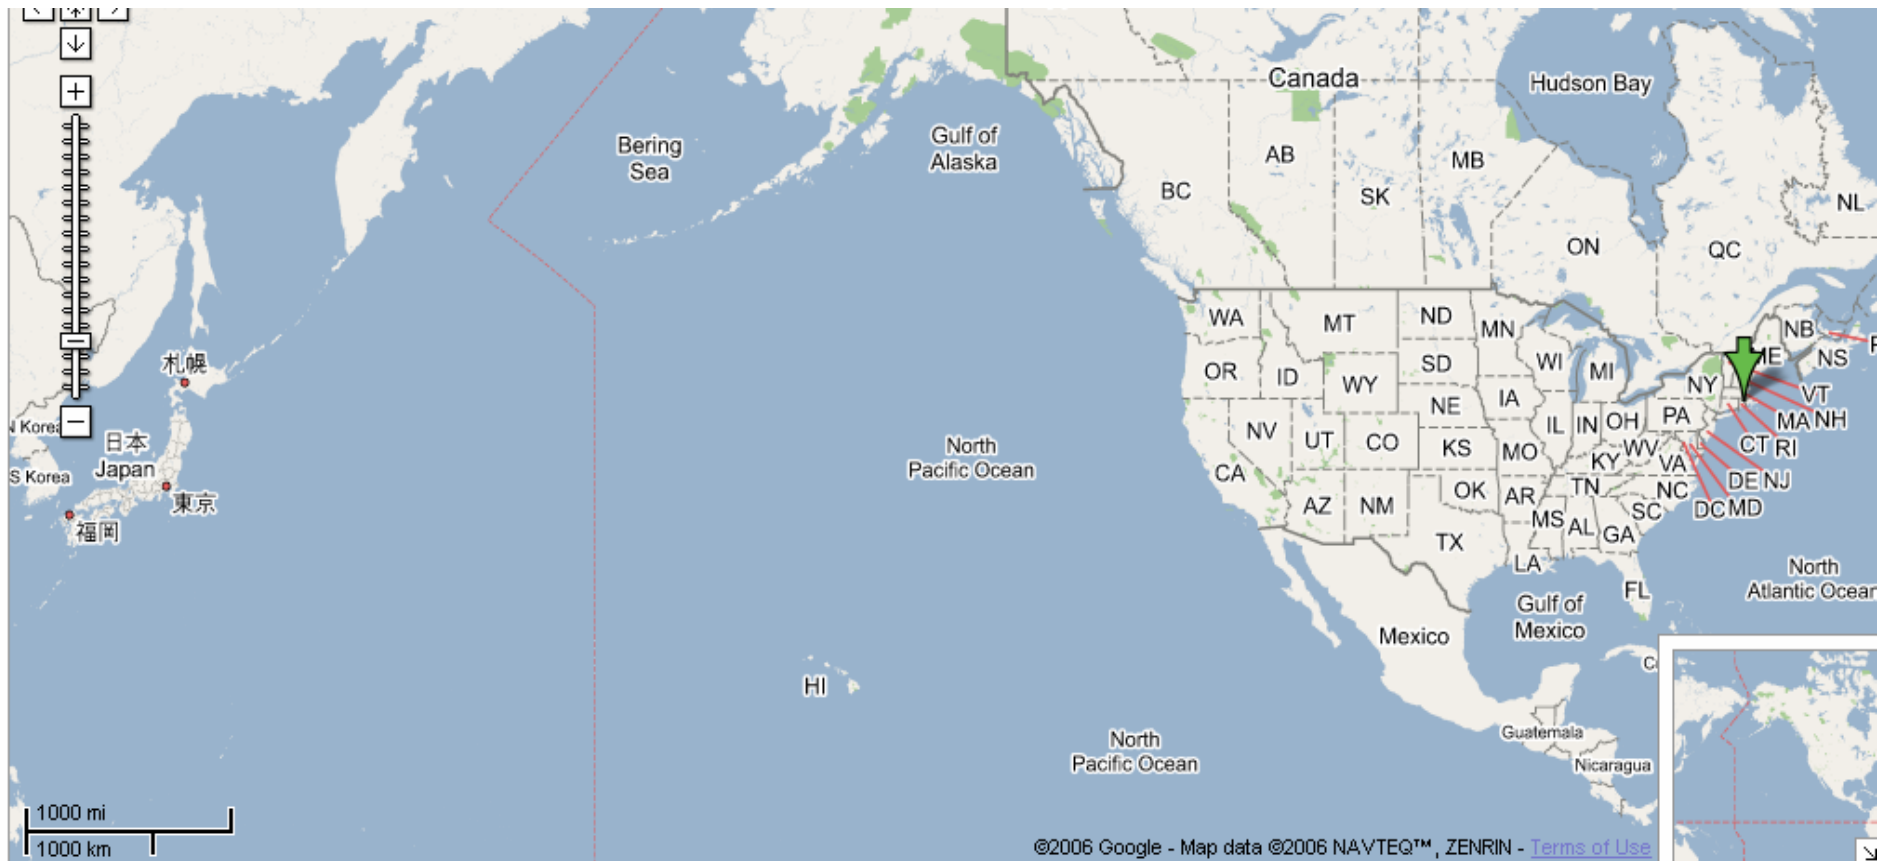 Canada
Hudson Bay
Bering
Sea
Gulf of
Alaska
AB
MB
BC
SK
NL
ON
QC
WA
MT
ND
MN
NB
ME
NS
OR
ID
SD
WI
MI
WY
NY
VT
NE
IA
NV
UT
CO
IL
IN
OH
PA
MA
NH
KS
MO
WV
CT
RI
CA
KY
VA
AZ
NM
OK
AR
TN
NC
DE
NJ
MS
AL
GA
SC
DC
MD
TX
LA
FL
札幌
N Korea
日本
Japan
S Korea
東京
福岡
North
Pacific Ocean
North
Atlantic Ocean
Gulf of
Mexico
Mexico
HI
Guatemala
North
Pacific Ocean
Nicaragua
1000 mi
1000 km
©2006 Google - Map data ©2006 NAVTEQ™, ZENRIN - Terms of Use